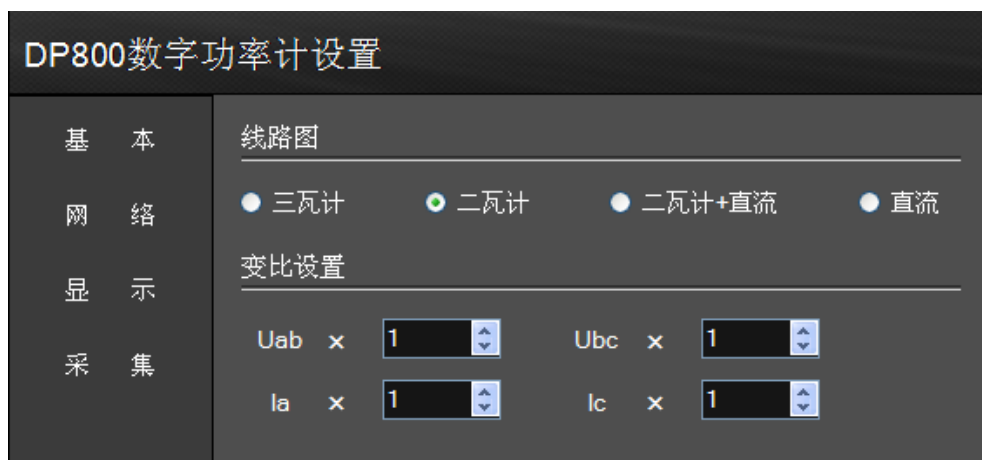 DP800数字功率计设置
基 本
网 络
显 示
采 集
线路图
三瓦计 二瓦计 二瓦计+直流 直流
变比设置
Uab × 1 Ubc × 1
Ia × 1 Ic × 1